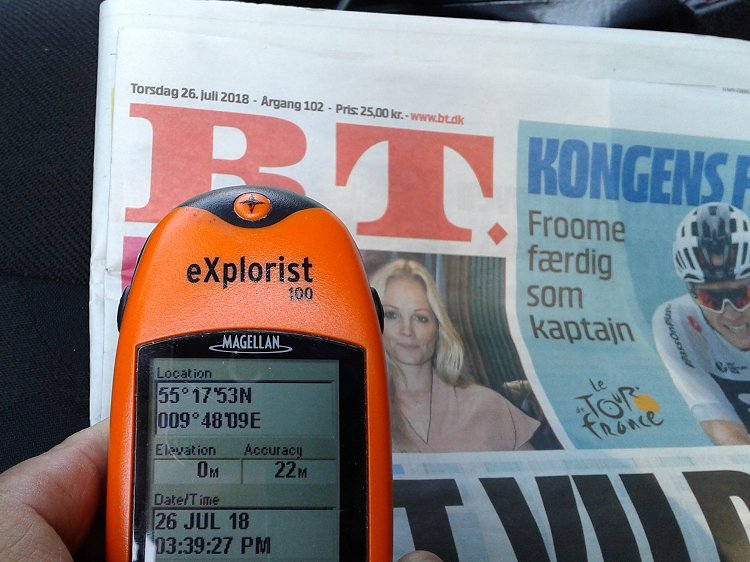 Torsdag 26. juli 2018 · Årgang 102 · Pris: 25,00 kr. · www.bt.dk
BT.
KONGENS
Froome
færdig
som
kaptajn
Le
Tour
de
france
eXplorist
100
MAGELLAN
Location
55°17'53N
009°48'09E
Elevation Accuracy
0M 22M
Date/Time
26 JUL 18
03:39:27 PM